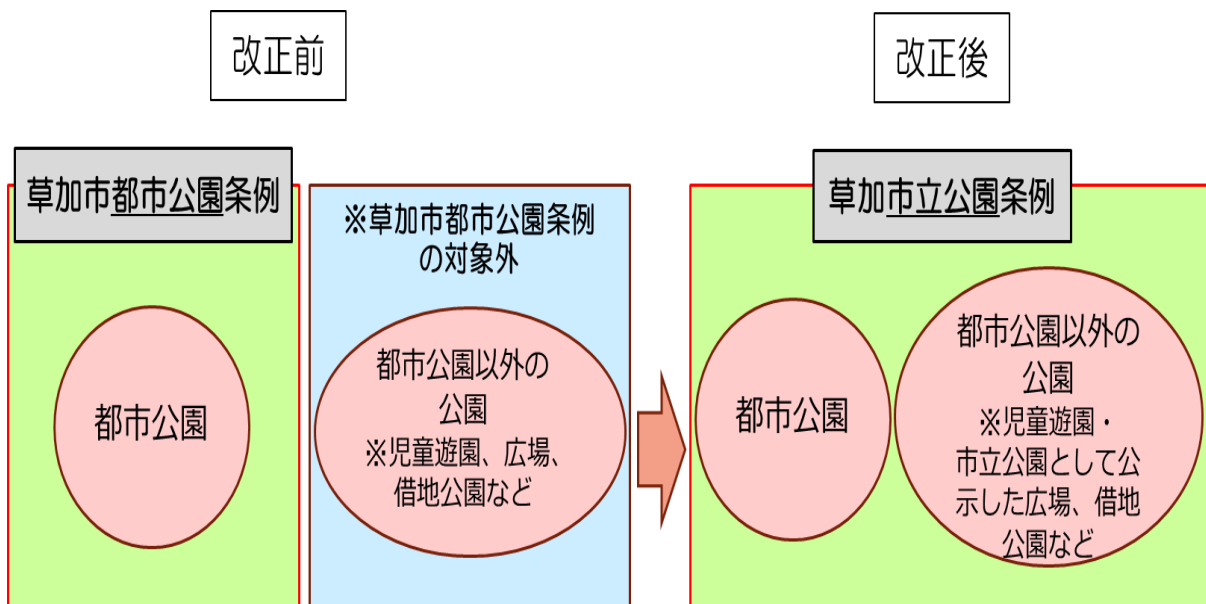 改正前
改正後
草加市都市公園条例
※草加市都市公園条例
の対象外
都市公園
都市公園以外の
公園
※児童遊園、広場、
借地公園など
草加市立公園条例
都市公園
都市公園以外の
公園
※児童遊園・
市立公園として公
示した広場、借地
公園など